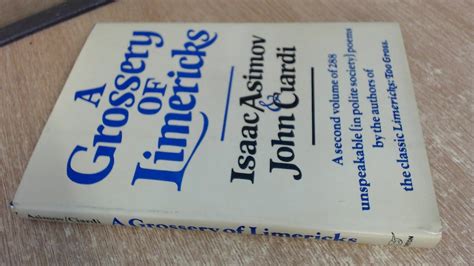 A
Grossery
OF
Limericks
Isaac Asimov
&
John Ciardi
A second volume of 288
unspeakable (in polite society) poems
by the authors of
the classic Limericks: Too Gross.
Asimov/Ciardi A Grossery of Limericks